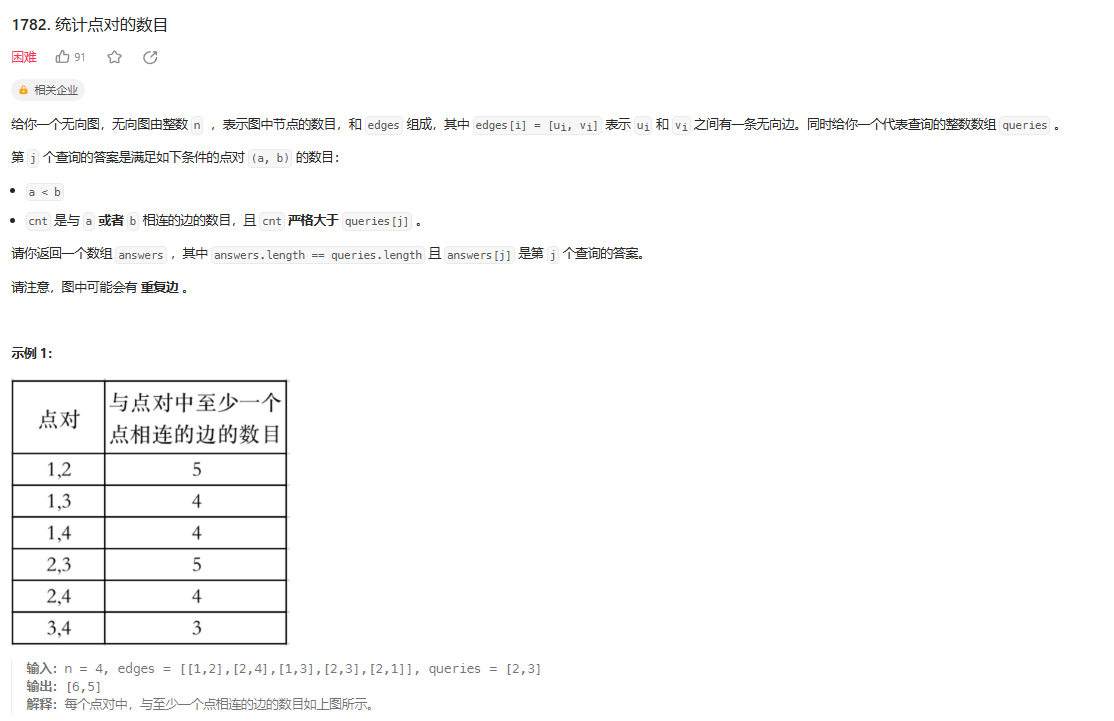 1782. 统计点对的数目
困难 91
相关企业
给你一个无向图，无向图由整数 n ，表示图中节点的数目，和 edges 组成，其中 edges[i] = [ui, vi] 表示 ui 和 vi 之间有一条无向边。同时给你一个代表查询的整数数组 queries 。
第 j 个查询的答案是满足如下条件的点对 (a, b) 的数目：
• a < b
• cnt 是与 a 或者 b 相连的边的数目，且 cnt 严格大于 queries[j] 。
请你返回一个数组 answers ，其中 answers.length == queries.length 且 answers[j] 是第 j 个查询的答案。
请注意，图中可能会有 重复边 。
示例 1：
点对 与点对中至少一个
点相连的边的数目
1,2 5
1,3 4
1,4 4
2,3 5
2,4 4
3,4 3
输入：n = 4, edges = [[1,2],[2,4],[1,3],[2,3],[2,1]], queries = [2,3]
输出：[6,5]
解释：每个点对中，与至少一个点相连的边的数目如上图所示。